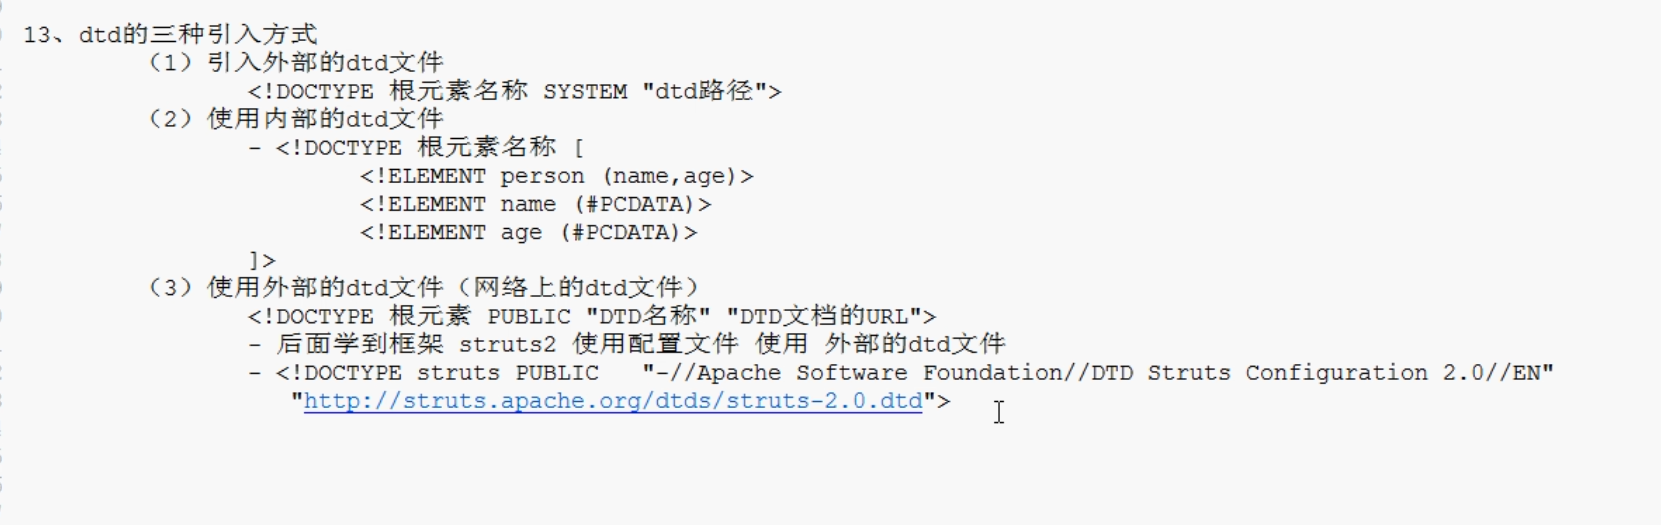 13、dtd的三种引入方式
（1）引入外部的dtd文件
<!DOCTYPE 根元素名称 SYSTEM "dtd路径">
（2）使用内部的dtd文件
- <!DOCTYPE 根元素名称 [
<!ELEMENT person (name,age)>
<!ELEMENT name (#PCDATA)>
<!ELEMENT age (#PCDATA)>
]>
（3）使用外部的dtd文件（网络上的dtd文件）
<!DOCTYPE 根元素 PUBLIC "DTD名称" "DTD文档的URL">
- 后面学到框架 struts2 使用配置文件 使用 外部的dtd文件
- <!DOCTYPE struts PUBLIC   "-//Apache Software Foundation//DTD Struts Configuration 2.0//EN"
"http://struts.apache.org/dtds/struts-2.0.dtd">